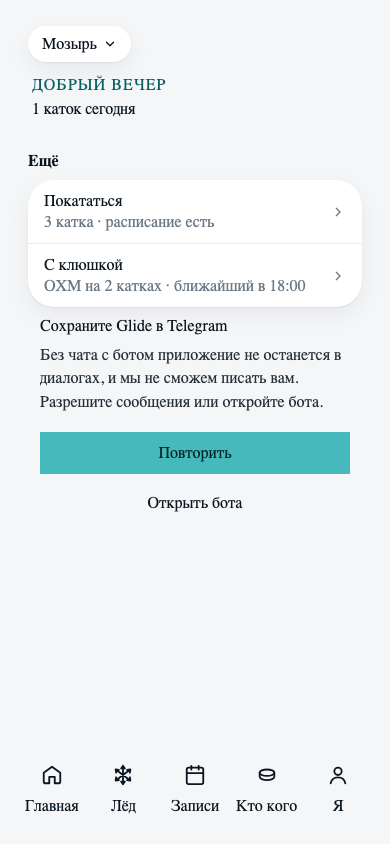 Мозырь
ДОБРЫЙ ВЕЧЕР
1 каток сегодня
Ещё
Покататься
3 катка · расписание есть
С клюшкой
ОХМ на 2 катках · ближайший в 18:00
Сохраните Glide в Telegram
Без чата с ботом приложение не останется в
диалогах, и мы не сможем писать вам.
Разрешите сообщения или откройте бота.
Повторить
Открыть бота
Главная
Лёд
Записи
Кто кого
Я